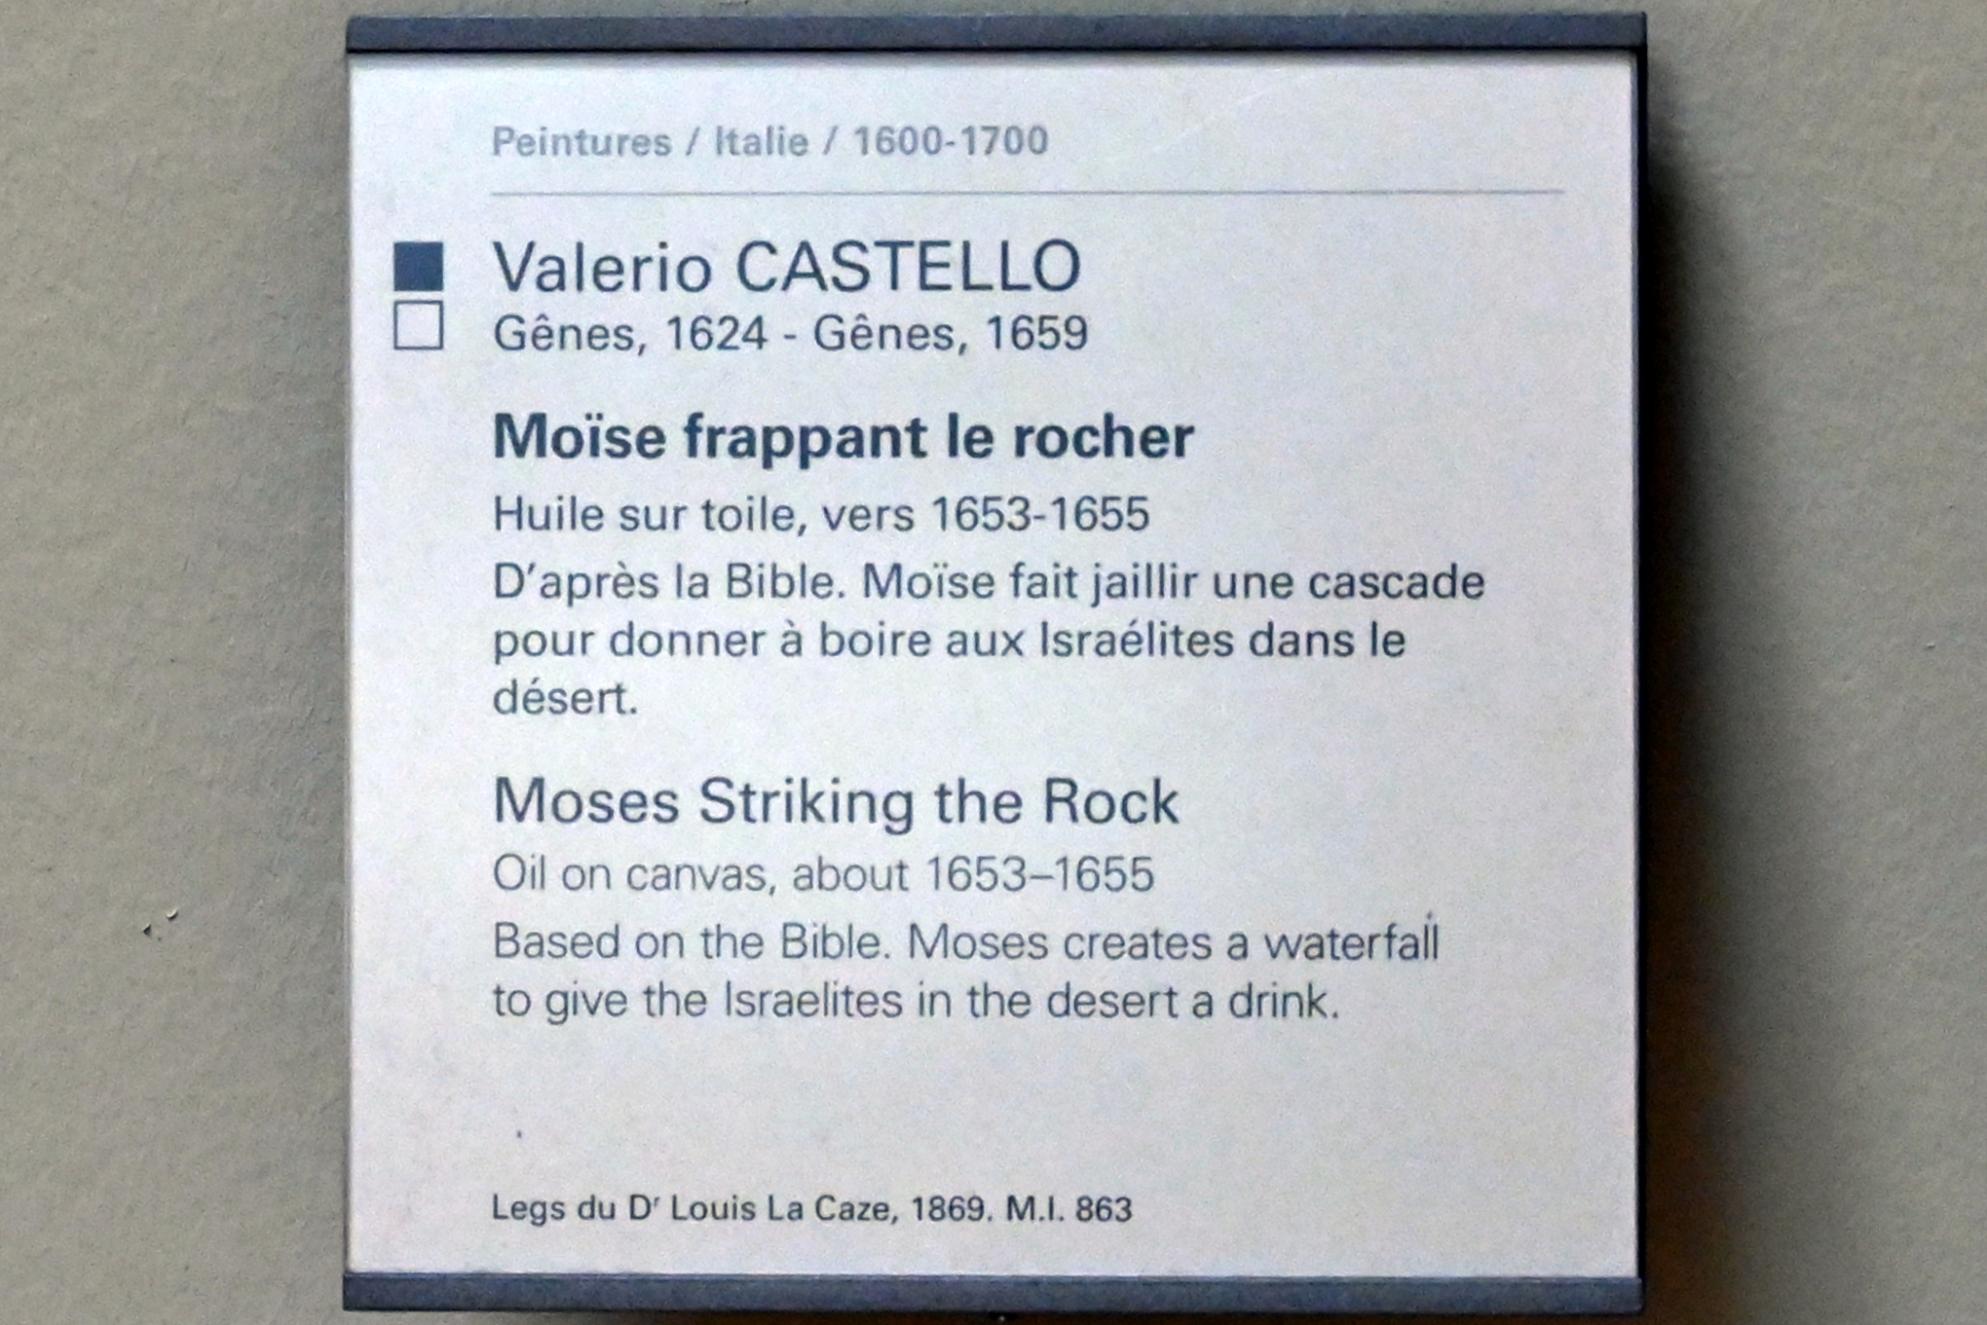 Peintures / Italie / 1600-1700
Valerio CASTELLO
Gênes, 1624 - Gênes, 1659
Moïse frappant le rocher
Huile sur toile, vers 1653-1655
D'après la Bible. Moïse fait jaillir une cascade
pour donner à boire aux Israélites dans le
désert.
Moses Striking the Rock
Oil on canvas, about 1653–1655
Based on the Bible. Moses creates a waterfall
to give the Israelites in the desert a drink.
Legs du Dʳ Louis La Caze, 1869. M.I. 863